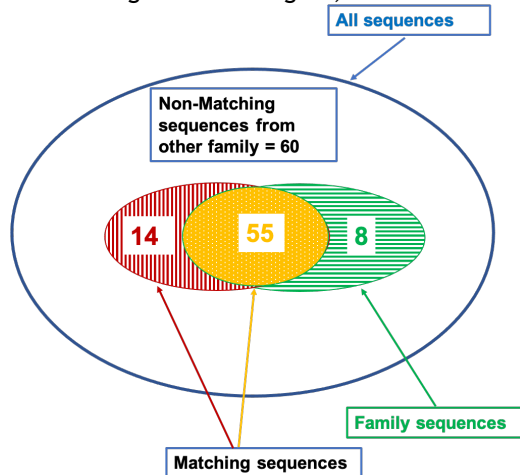 All sequences
Non-Matching
sequences from
other family = 60
14
55
8
Family sequences
Matching sequences